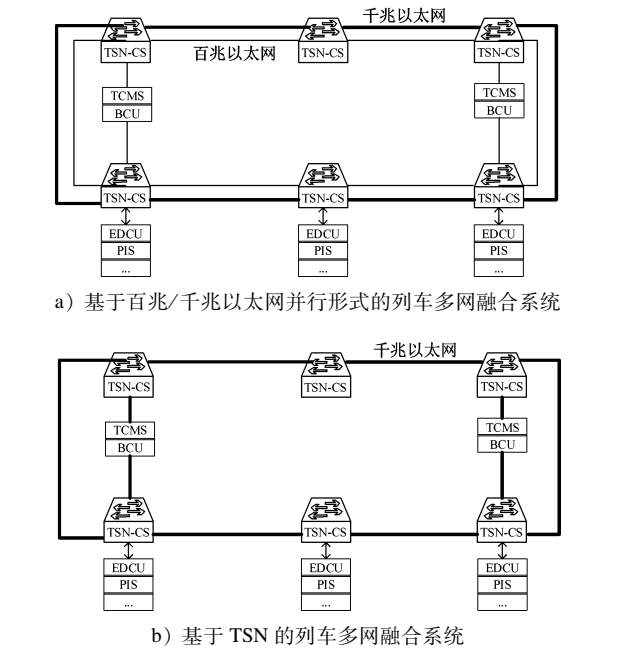 千兆以太网
TSN-CS TSN-CS TSN-CS
百兆以太网
TCMS TCMS
BCU BCU
TSN-CS TSN-CS TSN-CS
EDCU EDCU EDCU
PIS PIS PIS
... ... ...
a）基于百兆/千兆以太网并行形式的列车多网融合系统
千兆以太网
TSN-CS TSN-CS TSN-CS
TCMS TCMS
BCU BCU
TSN-CS TSN-CS TSN-CS
EDCU EDCU EDCU
PIS PIS PIS
... ... ...
b）基于 TSN 的列车多网融合系统